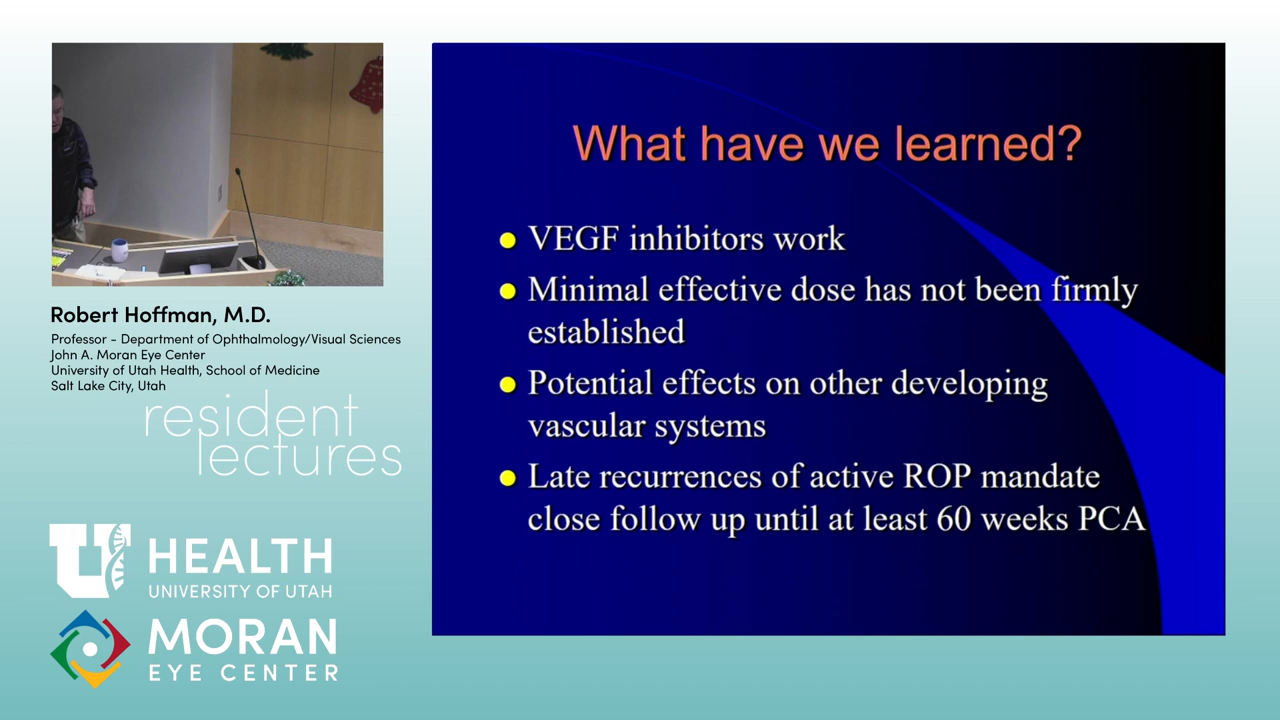 What have we learned?
VEGF inhibitors work
Minimal effective dose has not been firmly
established
Potential effects on other developing
vascular systems
Late recurrences of active ROP mandate
close follow up until at least 60 weeks PCA
Robert Hoffman, M.D.
Professor - Department of Ophthalmology/Visual Sciences
John A. Moran Eye Center
University of Utah Health, School of Medicine
Salt Lake City, Utah
resident
lectures
U HEALTH
UNIVERSITY OF UTAH
MORAN
EYE CENTER